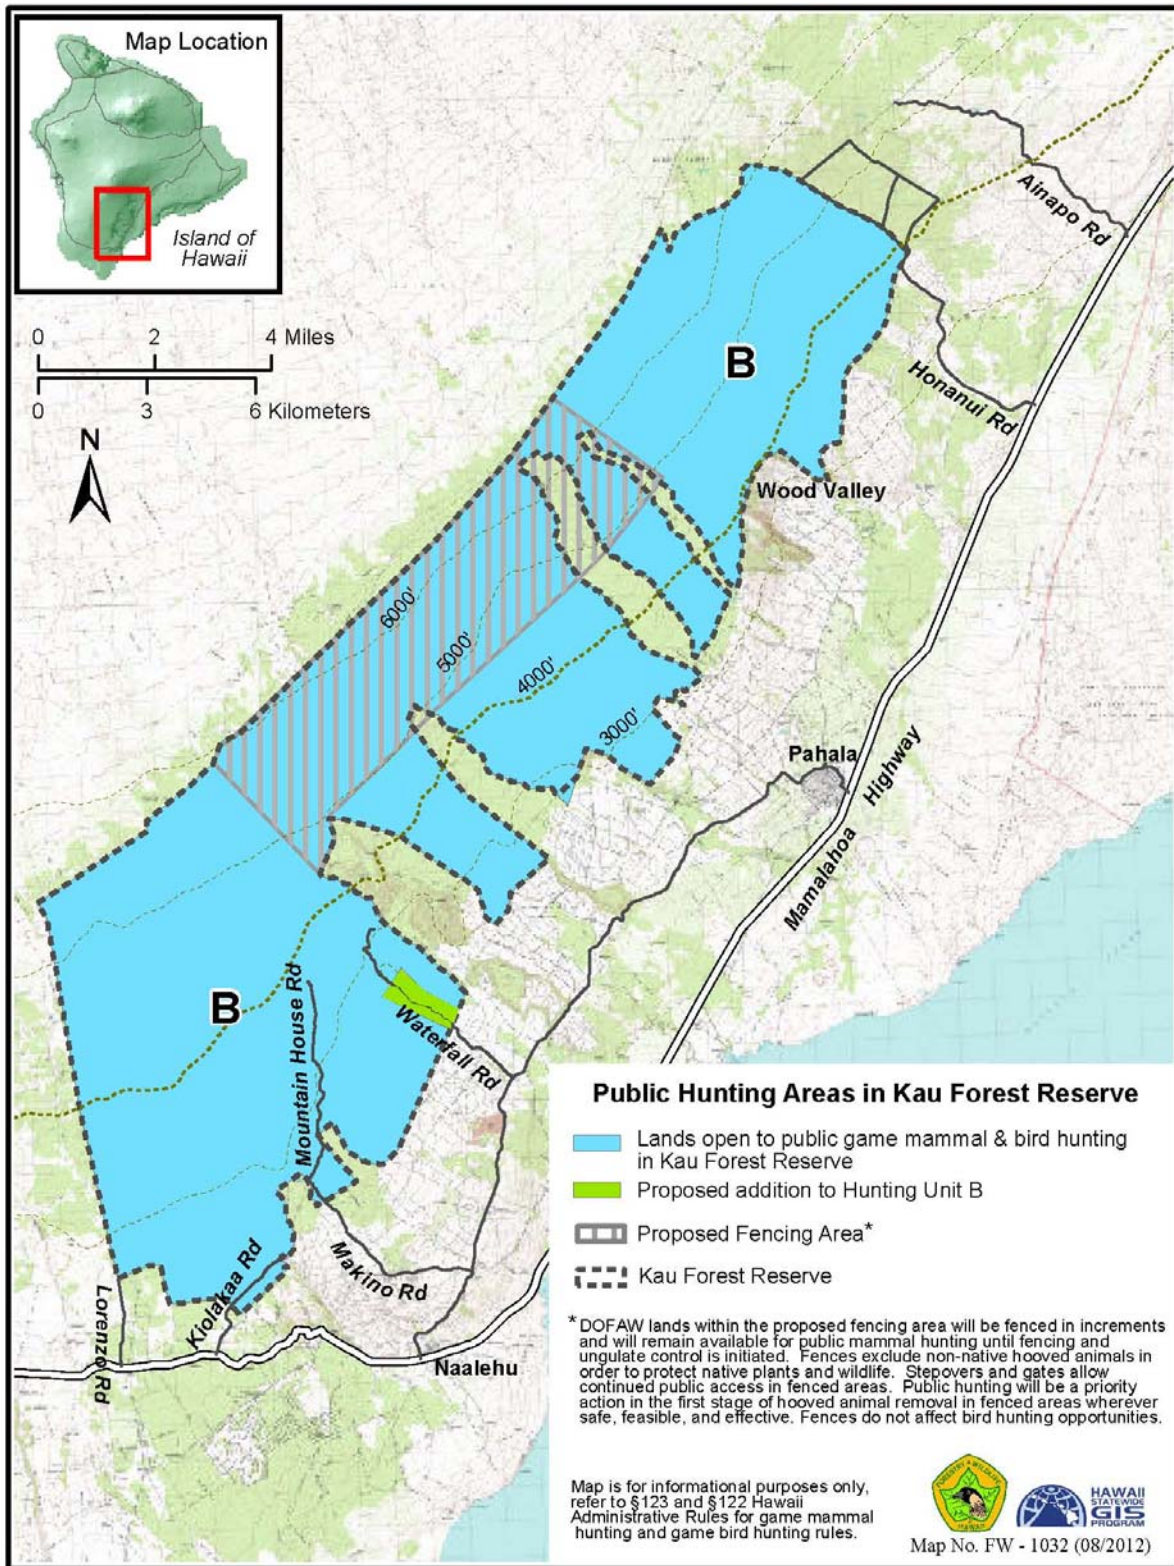 Map Location
Island of
Hawaii
0 2 4 Miles
0 3 6 Kilometers
N
Ainapo Rd
B
Honanui Rd
Wood Valley
6000'
5000'
4000'
3000'
Pahala
Mamalahoa Highway
B
Mountain House Rd
Waterfall Rd
Makino Rd
Kiolakaa Rd
Lorenzo Rd
Naalehu
Public Hunting Areas in Kau Forest Reserve
Lands open to public game mammal & bird hunting
in Kau Forest Reserve
Proposed addition to Hunting Unit B
Proposed Fencing Area*
Kau Forest Reserve
* DOFAW lands within the proposed fencing area will be fenced in increments
and will remain available for public mammal hunting until fencing and
ungulate control is initiated. Fences exclude non-native hooved animals in
order to protect native plants and wildlife. Stepovers and gates allow
continued public access in fenced areas. Public hunting will be a priority
action in the first stage of hooved animal removal in fenced areas wherever
safe, feasible, and effective. Fences do not affect bird hunting opportunities.
Map is for informational purposes only,
refer to §123 and §122 Hawaii
Administrative Rules for game mammal
hunting and game bird hunting rules.
FORESTRY & WILDLIFE
HAWAII
HAWAII
STATEWIDE
GIS
PROGRAM
Map No. FW - 1032 (08/2012)